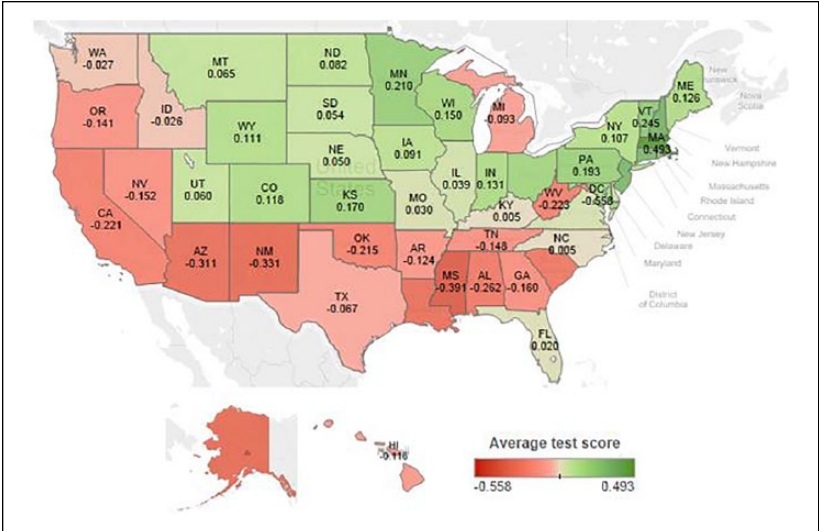 WA
-0.027
MT
0.065
ND
0.082
MN
0.210
OR
-0.141
ID
-0.026
WY
0.111
SD
0.054
WI
0.150
MI
-0.093
NY
0.107
VT
0.245
ME
0.126
MA
0.493
NE
0.050
IA
0.091
NV
-0.152
UT
0.060
CO
0.118
KS
0.170
MO
0.030
IL
0.039
IN
0.131
PA
0.193
WV
-0.223
DC
-0.558
KY
0.005
CA
-0.221
AZ
-0.311
NM
-0.331
OK
-0.215
AR
-0.124
TN
-0.148
NC
0.005
TX
-0.067
MS
-0.391
AL
-0.262
GA
-0.160
FL
0.020
HI
-0.116
United
States
New
Nova
Scotia
Vermont
New Hampshire
Massachusetts
Rhode Island
Connecticut
New Jersey
Delaware
Maryland
District
of Columbia
Average test score
-0.558
0.493